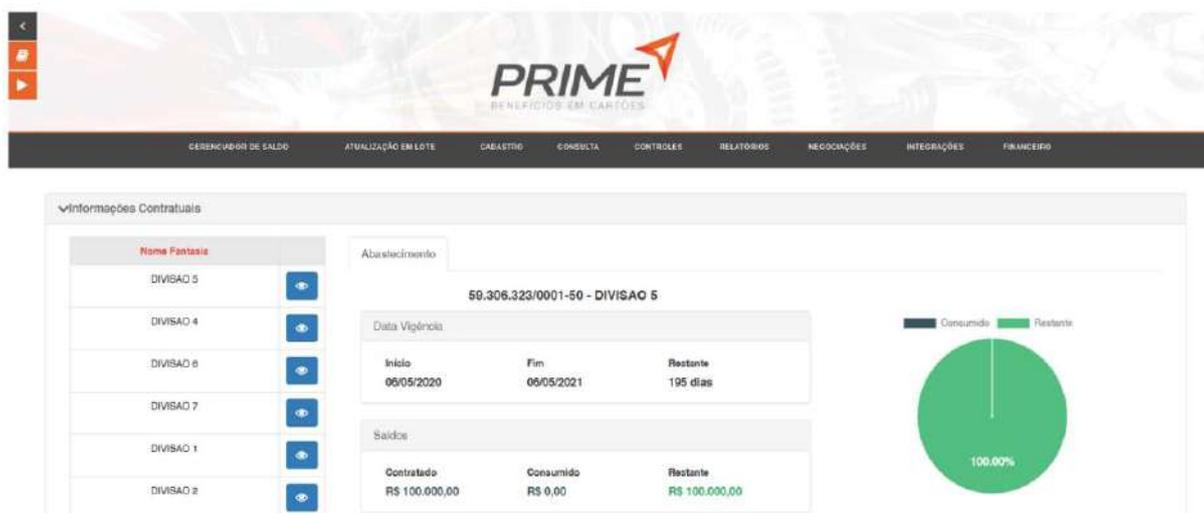 PRIME
BENEFÍCIOS EM CARTÕES
GERENCIADOR DE SALDO ATUALIZAÇÃO EM LOTE CADASTRO CONSULTA CONTROLES RELATÓRIOS NEGOCIAÇÕES INTEGRAÇÕES FINANCEIRO
Informações Contratuais
Nome Fantasia
DIVISAO 5
DIVISAO 4
DIVISAO 6
DIVISAO 7
DIVISAO 1
DIVISAO 2
Abastecimento
59.306.323/0001-50 - DIVISAO 5
Data Vigência
Início Fim Restante
06/05/2020 06/05/2021 195 dias
Saldos
Contratado Consumido Restante
R$ 100.000,00 R$ 0,00 R$ 100.000,00
Consumido Restante
100.00%